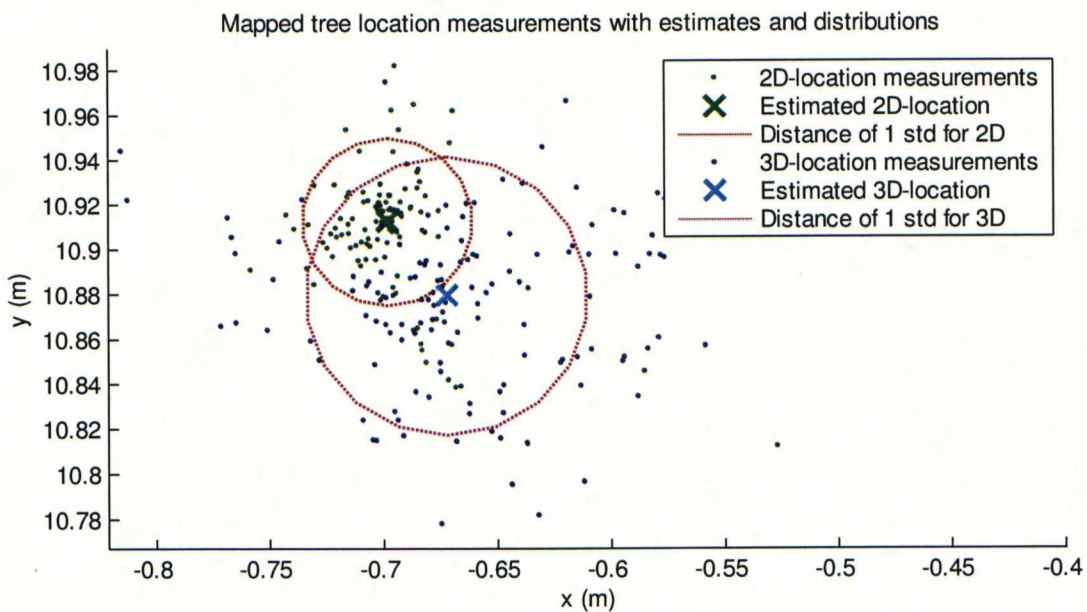 Mapped tree location measurements with estimates and distributions
10.98
10.96
10.94
10.92
10.9
10.88
10.86
10.84
10.82
10.8
10.78
y (m)
2D-location measurements
Estimated 2D-location
Distance of 1 std for 2D
3D-location measurements
Estimated 3D-location
Distance of 1 std for 3D
-0.8
-0.75
-0.7
-0.65
-0.6
-0.55
-0.5
-0.45
-0.4
x (m)